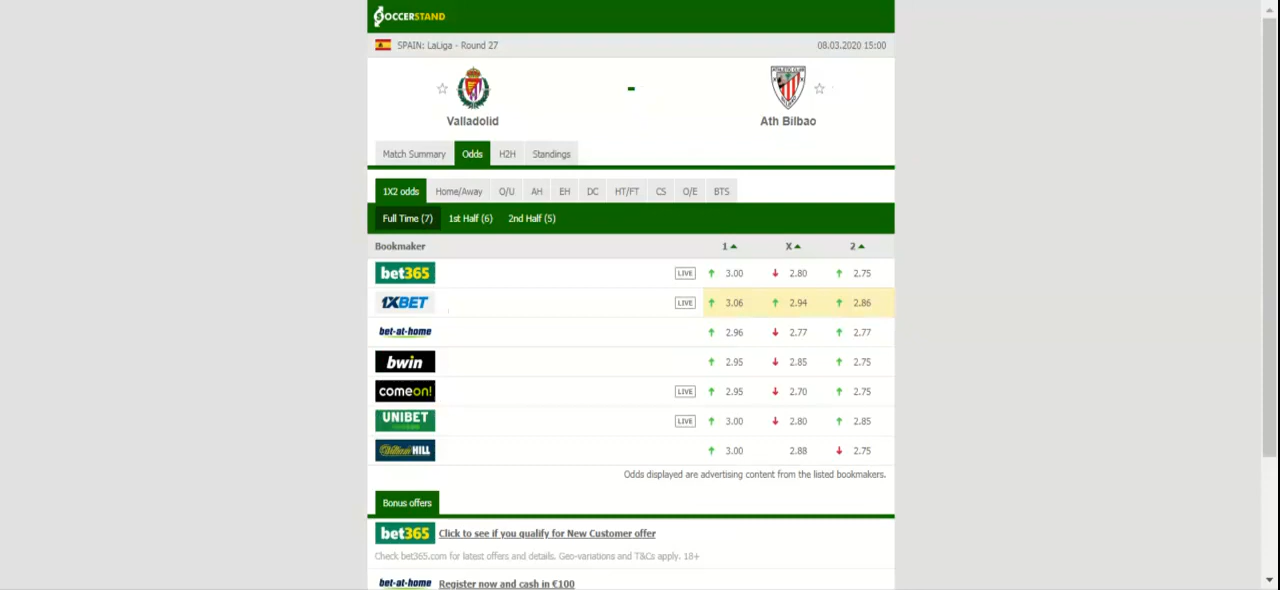 SOCCERSTAND
SPAIN: LaLiga - Round 27 08.03.2020 15:00
-
Valladolid Ath Bilbao
Match Summary Odds H2H Standings
1X2 odds Home/Away O/U AH EH DC HT/FT CS O/E BTS
Full Time (7) 1st Half (6) 2nd Half (5)
Bookmaker 1 X 2
bet365 LIVE 3.00 2.80 2.75
1XBET LIVE 3.06 2.94 2.86
bet-at-home 2.96 2.77 2.77
bwin 2.95 2.85 2.75
comeon! LIVE 2.95 2.70 2.75
UNIBET LIVE 3.00 2.80 2.85
William HILL 3.00 2.88 2.75
Odds displayed are advertising content from the listed bookmakers.
Bonus offers
bet365 Click to see if you qualify for New Customer offer
Check bet365.com for latest offers and details. Geo-variations and T&Cs apply. 18+
bet-at-home Register now and cash in €100